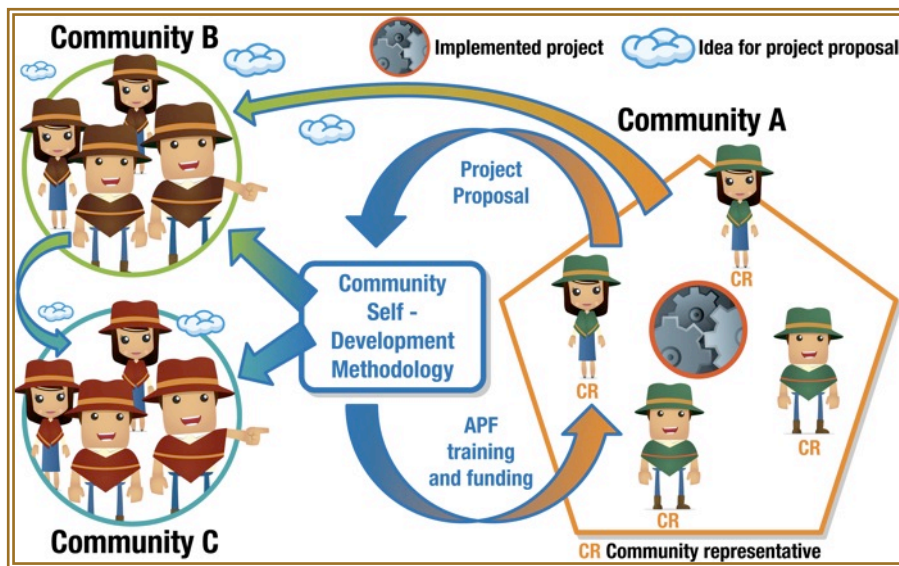 Community B
Implemented project
Idea for project proposal
Community A
Project
Proposal
CR
Community
Self -
Development
Methodology
CR
CR
APF
training
and funding
CR
Community C
CR Community representative